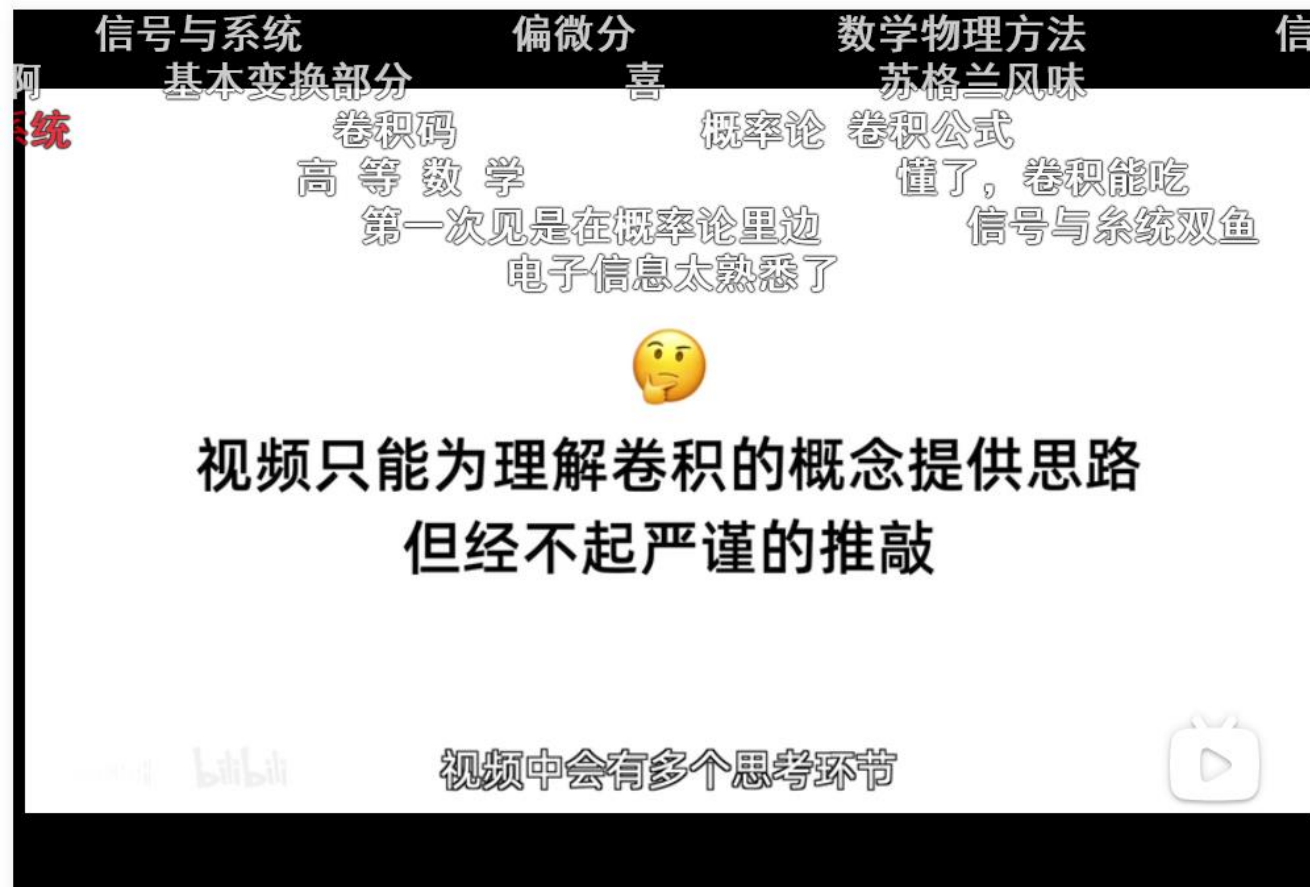 信号与系统 偏微分 数学物理方法 信
啊 基本变换部分 喜 苏格兰风味
系统 卷积码 概率论 卷积公式
高 等 数 学 懂了，卷积能吃
第一次见是在概率论里边 信号与糸统双鱼
电子信息太熟悉了
视频只能为理解卷积的概念提供思路
但经不起严谨的推敲
bilibili
视频中会有多个思考环节